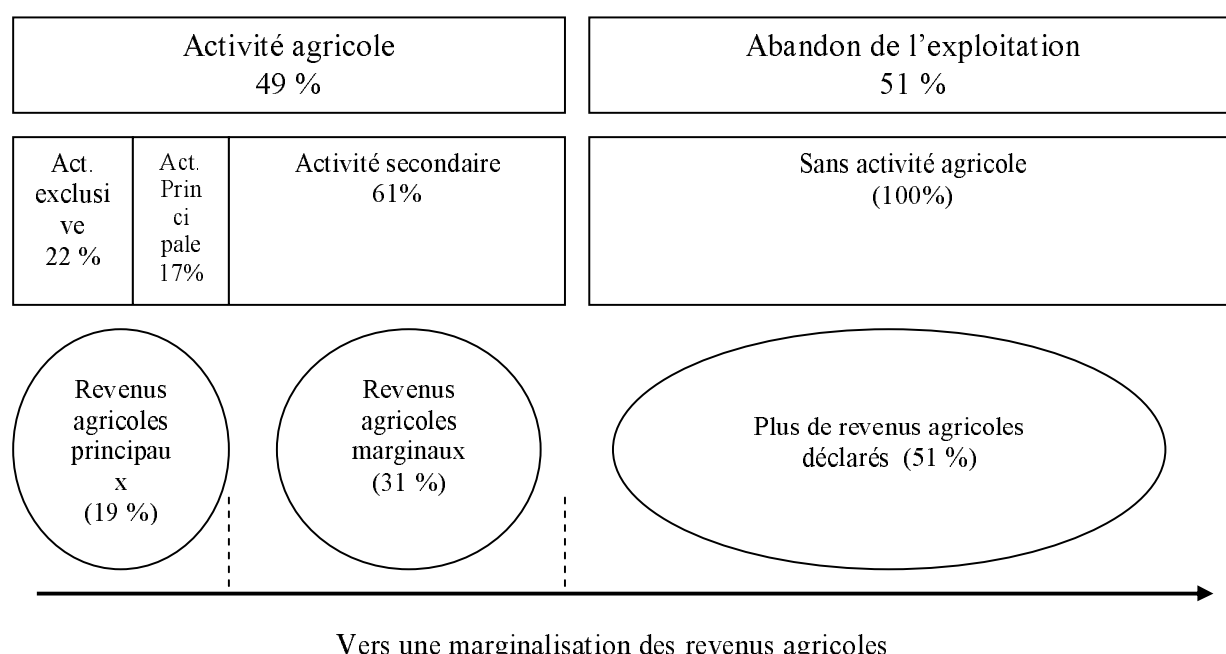 Activité agricole
49 %
Abandon de l’exploitation
51 %
Act.
exclusi
ve
22 %
Act.
Prin
ci
pale
17%
Activité secondaire
61%
Sans activité agricole
(100%)
Revenus
agricoles
principau
x
(19 %)
Revenus
agricoles
marginaux
(31 %)
Plus de revenus agricoles
déclarés (51 %)
Vers une marginalisation des revenus agricoles